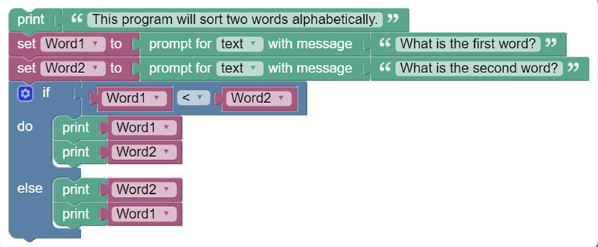 print “ This program will sort two words alphabetically. ”
set Word1 to prompt for text with message “ What is the first word? ”
set Word2 to prompt for text with message “ What is the second word? ”
if Word1 < Word2
do print Word1
print Word2
else print Word2
print Word1